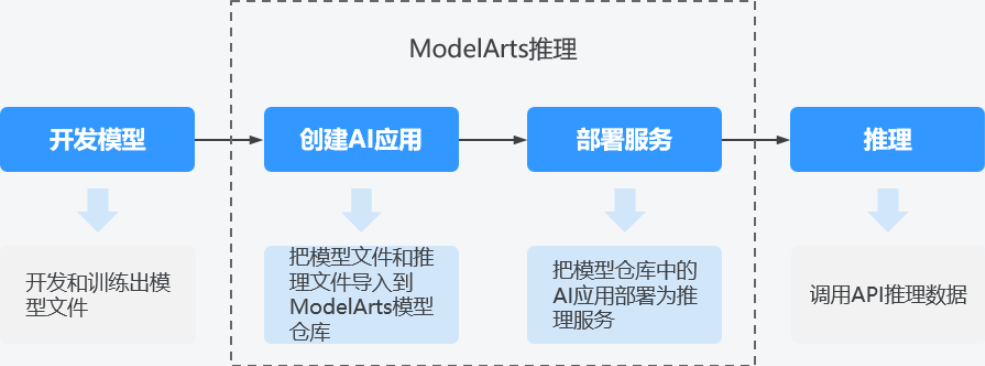 ModelArts推理
开发模型
创建AI应用
部署服务
推理
开发和训练出模
型文件
把模型文件和推
理文件导入到
ModelArts模型
仓库
把模型仓库中的
AI应用部署为推
理服务
调用API推理数据